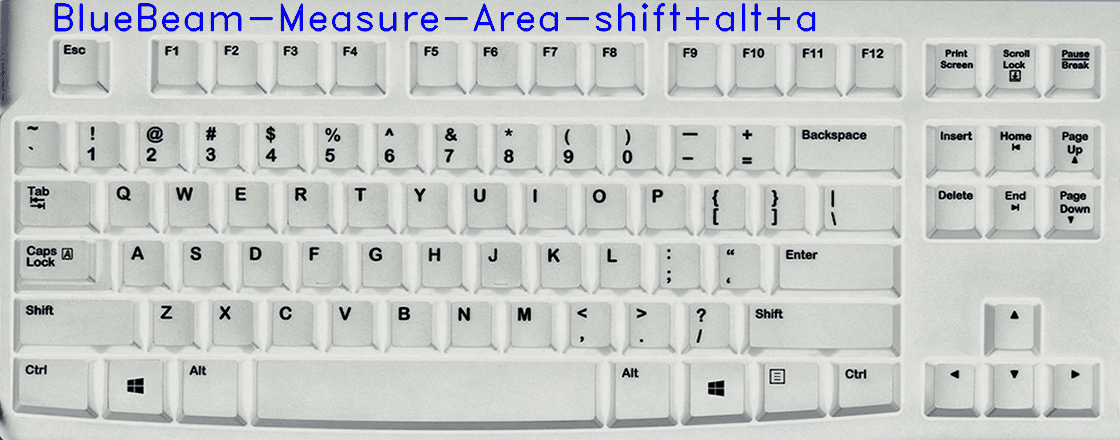 BlueBeam-Measure-Area-shift+alt+a
Esc F1 F2 F3 F4 F5 F6 F7 F8 F9 F10 F11 F12 Print Screen Scroll Lock Pause Break
~ ! @ # $ % ^ & * ( ) — + Backspace Insert Home Page Up
` 1 2 3 4 5 6 7 8 9 0 - =
Tab Q W E R T Y U I O P { } | Delete End Page Down
[ ] \
Caps Lock A A S D F G H J K L : “ Enter
; ‘
Shift Z X C V B N M < > ? Shift
, . /
Ctrl Alt Alt Ctrl